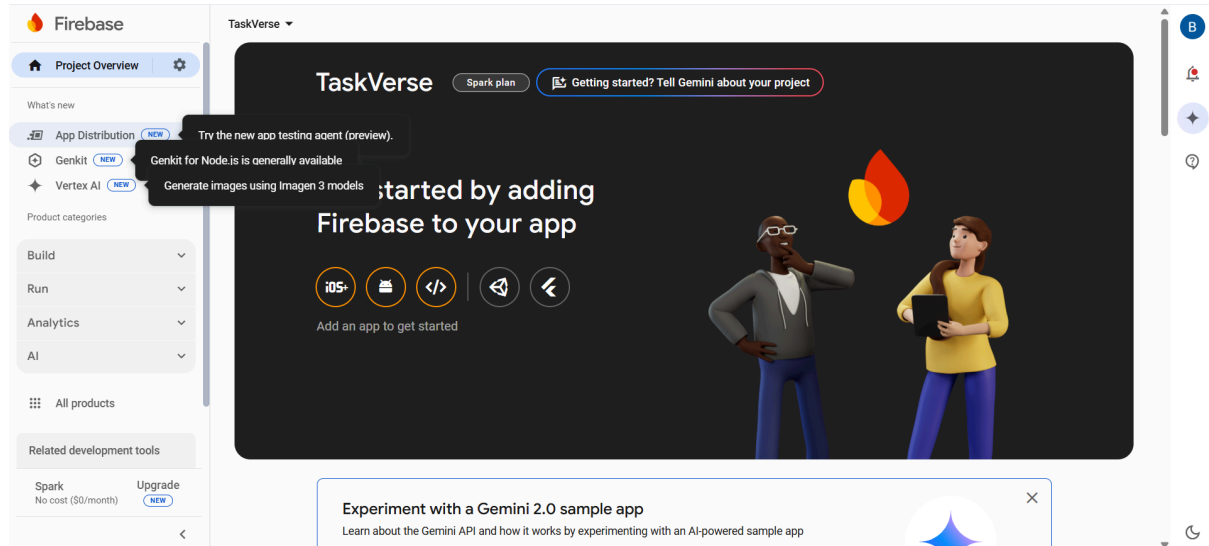 Firebase
TaskVerse
B
Project Overview
What's new
App Distribution NEW
Try the new app testing agent (preview).
Genkit NEW
Genkit for Node.js is generally available
Vertex AI NEW
Generate images using Imagen 3 models
Product categories
Build
Run
Analytics
AI
All products
Related development tools
Spark
No cost ($0/month)
Upgrade
NEW
TaskVerse
Spark plan
Getting started? Tell Gemini about your project
started by adding
Firebase to your app
iOS+
Add an app to get started
Experiment with a Gemini 2.0 sample app
Learn about the Gemini API and how it works by experimenting with an AI-powered sample app